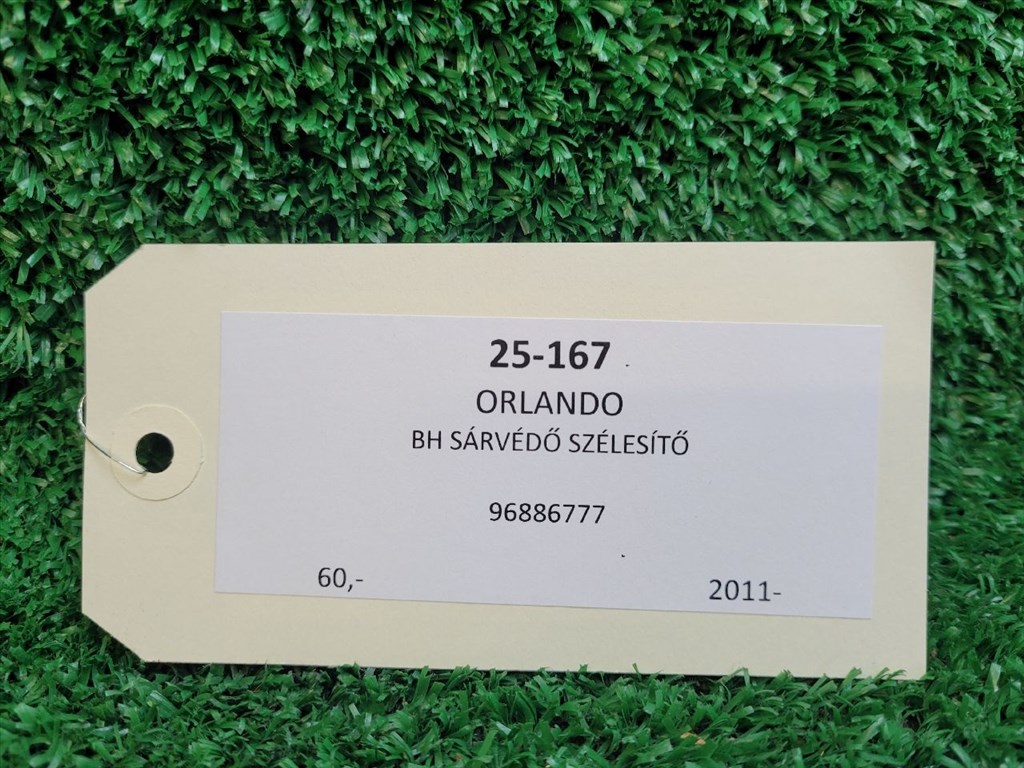 25-167
ORLANDO
BH SÁRVÉDŐ SZÉLESÍTŐ
96886777
60,- 2011-